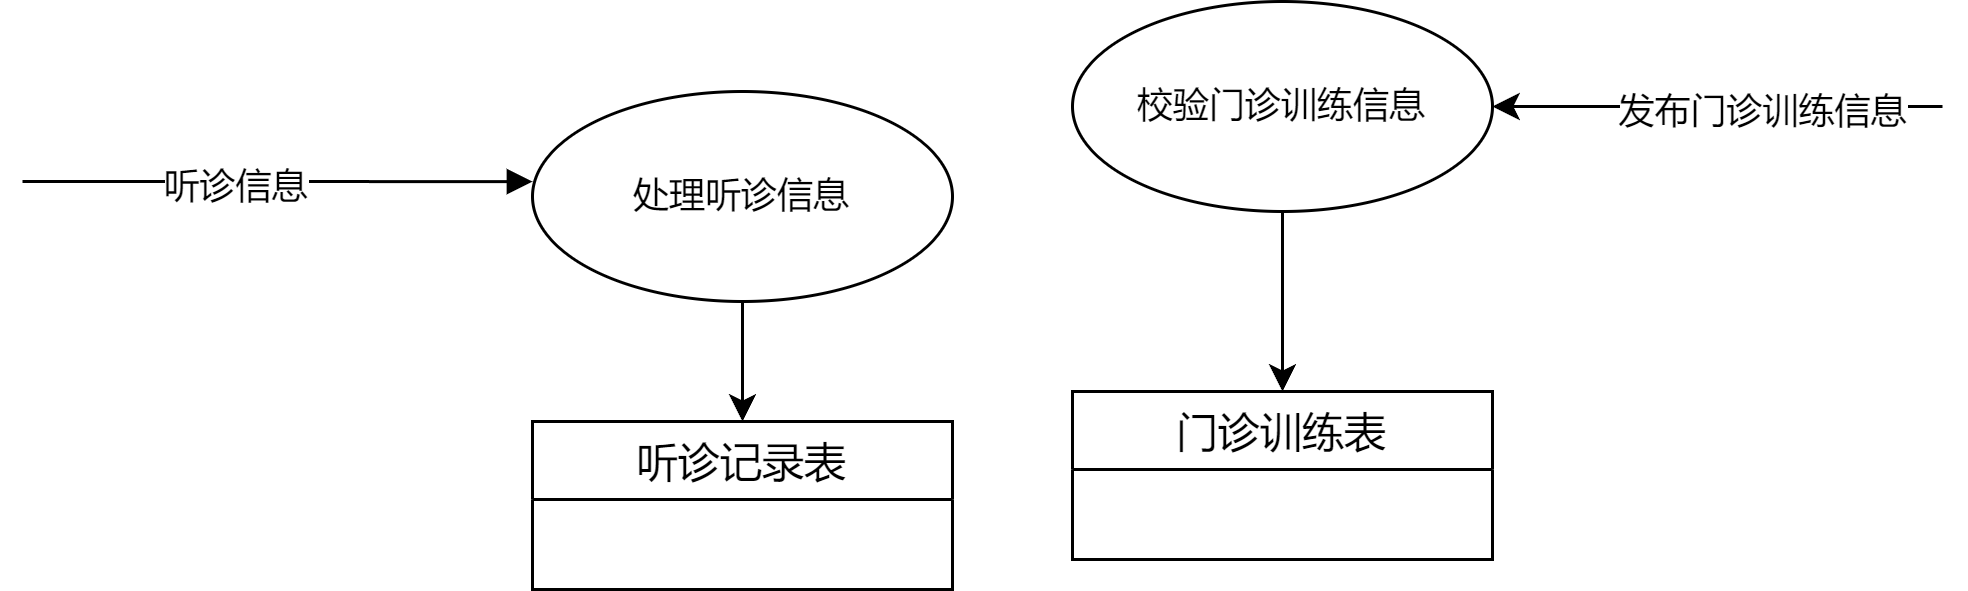 听诊信息
处理听诊信息
听诊记录表
校验门诊训练信息
发布门诊训练信息
门诊训练表